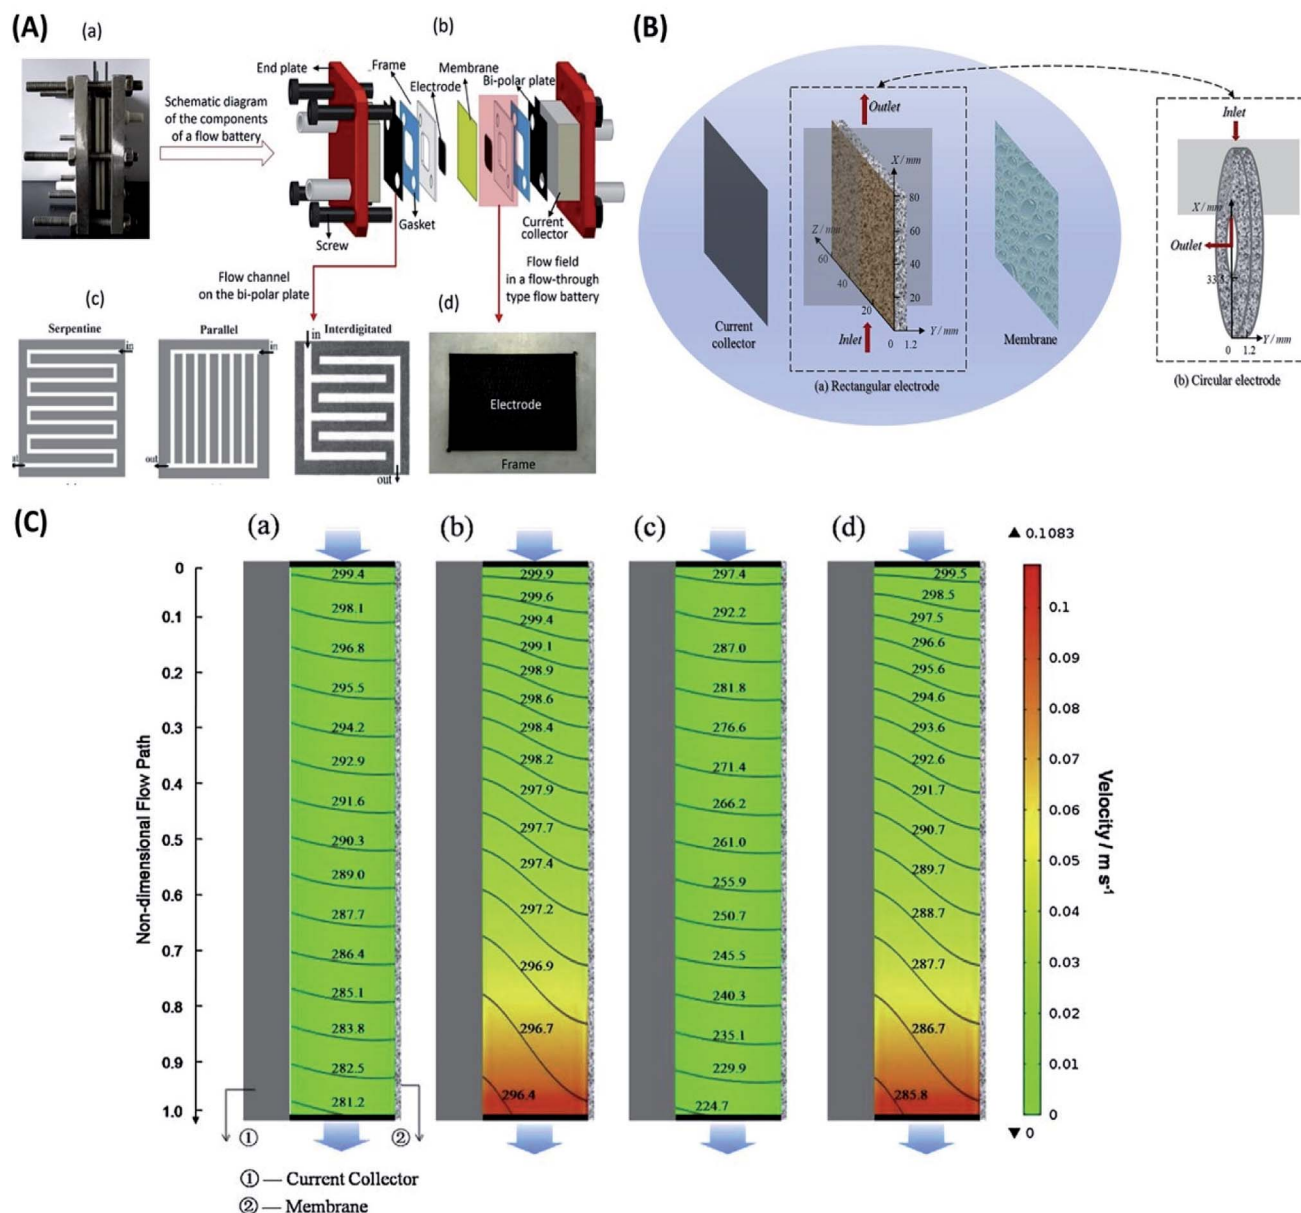 (A)
(a)
Schematic diagram
of the components
of a flow battery
(b)
End plate
Frame
Electrode
Membrane
Bi-polar plate
Screw
Gasket
Current
collector
Flow channel
on the bi-polar plate
Flow field
in a flow-through
type flow battery
(c)
Serpentine
in
Parallel
in
out
Interdigitated
in
out
(d)
Electrode
Frame
(B)
Outlet
X / mm
80
60
40
20
Z / mm
60
40
20
0
1.2
Y / mm
Inlet
Current
collector
Membrane
(a) Rectangular electrode
Inlet
X / mm
Outlet
0
1.2
Y / mm
(b) Circular electrode
(C)
(a)
(b)
(c)
(d)
Non-dimensional Flow Path
0
0.1
0.2
0.3
0.4
0.5
0.6
0.7
0.8
0.9
1.0
299.4
298.1
296.8
295.5
294.2
292.9
291.6
290.3
289.0
287.7
286.4
285.1
283.8
282.5
281.2
299.9
299.6
299.4
299.1
298.9
298.6
298.4
298.2
297.9
297.7
297.4
297.2
296.9
296.7
296.4
297.4
292.2
287.0
281.8
276.6
271.4
266.2
261.0
255.9
250.7
245.5
240.3
235.1
229.9
224.7
299.5
298.5
297.5
296.6
295.6
294.6
293.6
292.6
291.7
290.7
289.7
288.7
287.7
286.7
285.8
▲ 0.1083
0.1
0.09
0.08
0.07
0.06
0.05
0.04
0.03
0.02
0.01
0
▼ 0
Velocity / m s⁻¹
①
②
① — Current Collector
② — Membrane